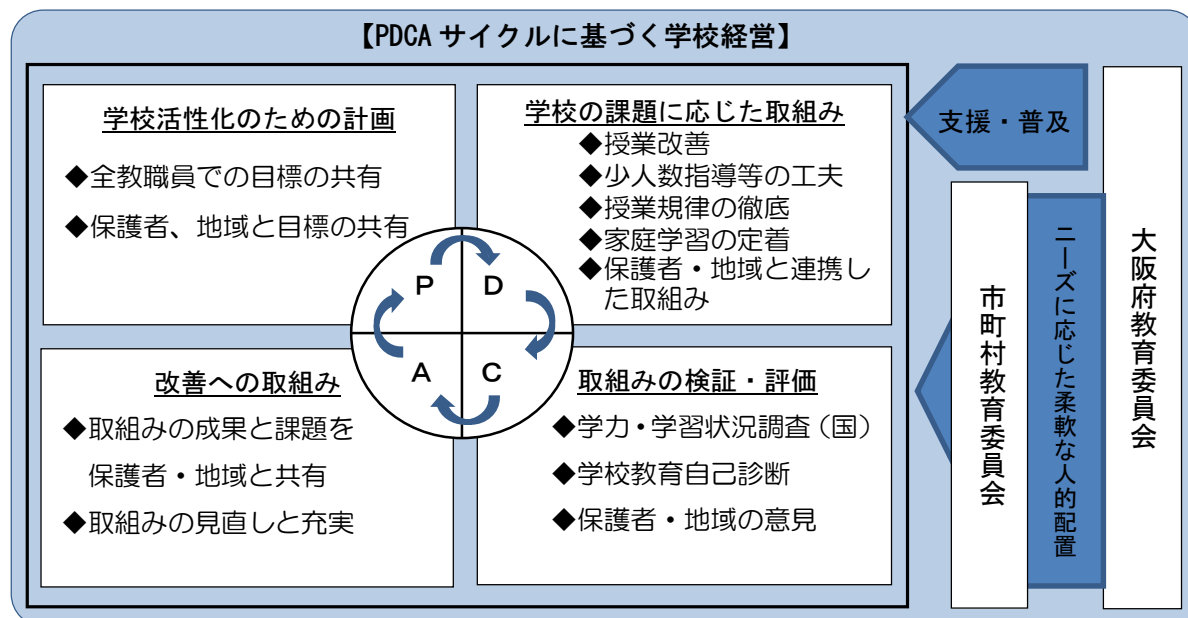 【PDCAサイクルに基づく学校経営】
学校活性化のための計画
◆全教職員での目標の共有
◆保護者、地域と目標の共有
学校の課題に応じた取組み
◆授業改善
◆少人数指導等の工夫
◆授業規律の徹底
◆家庭学習の定着
◆保護者・地域と連携し
た取組み
P
D
A
C
改善への取組み
◆取組みの成果と課題を
保護者・地域と共有
◆取組みの見直しと充実
取組みの検証・評価
◆学力・学習状況調査（国）
◆学校教育自己診断
◆保護者・地域の意見
支援・普及
市町村教育委員会
ニーズに応じた柔軟な人的配置
大阪府教育委員会